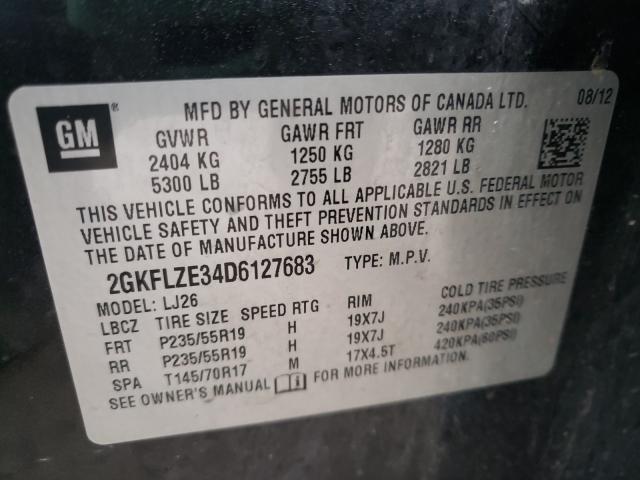 GM ® MFD BY GENERAL MOTORS OF CANADA LTD. 08/12
GVWR GAWR FRT GAWR RR
2404 KG 1250 KG 1280 KG
5300 LB 2755 LB 2821 LB
THIS VEHICLE CONFORMS TO ALL APPLICABLE U.S. FEDERAL MOTOR
VEHICLE SAFETY AND THEFT PREVENTION STANDARDS IN EFFECT ON
THE DATE OF MANUFACTURE SHOWN ABOVE.
2GKFLZE34D6127683 TYPE: M.P.V.
MODEL: LJ26
LBCZ TIRE SIZE SPEED RTG RIM COLD TIRE PRESSURE
FRT P235/55R19 H 19X7J 240KPA(35PSI)
RR P235/55R19 H 19X7J 240KPA(35PSI)
SPA T145/70R17 M 17X4.5T 420KPA(60PSI)
SEE OWNER'S MANUAL FOR MORE INFORMATION.